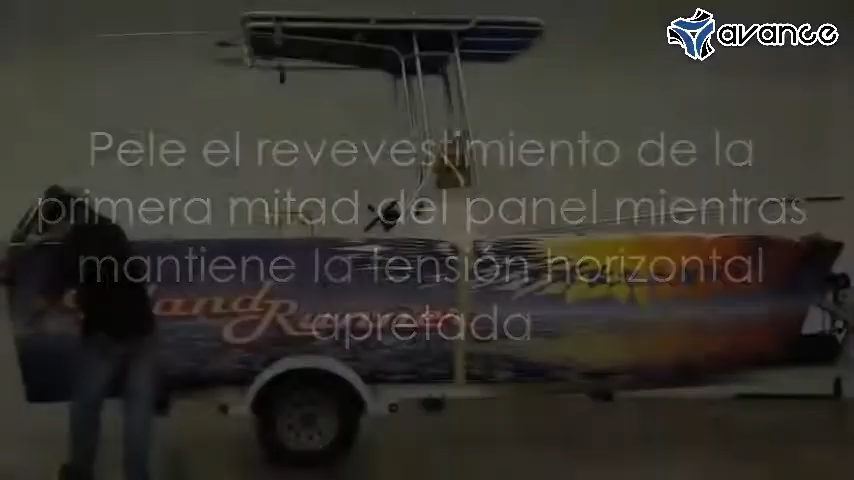 avance
Pele el revevestimiento de la
primera mitad del panel mientras
mantiene la tensión horizontal
apretada